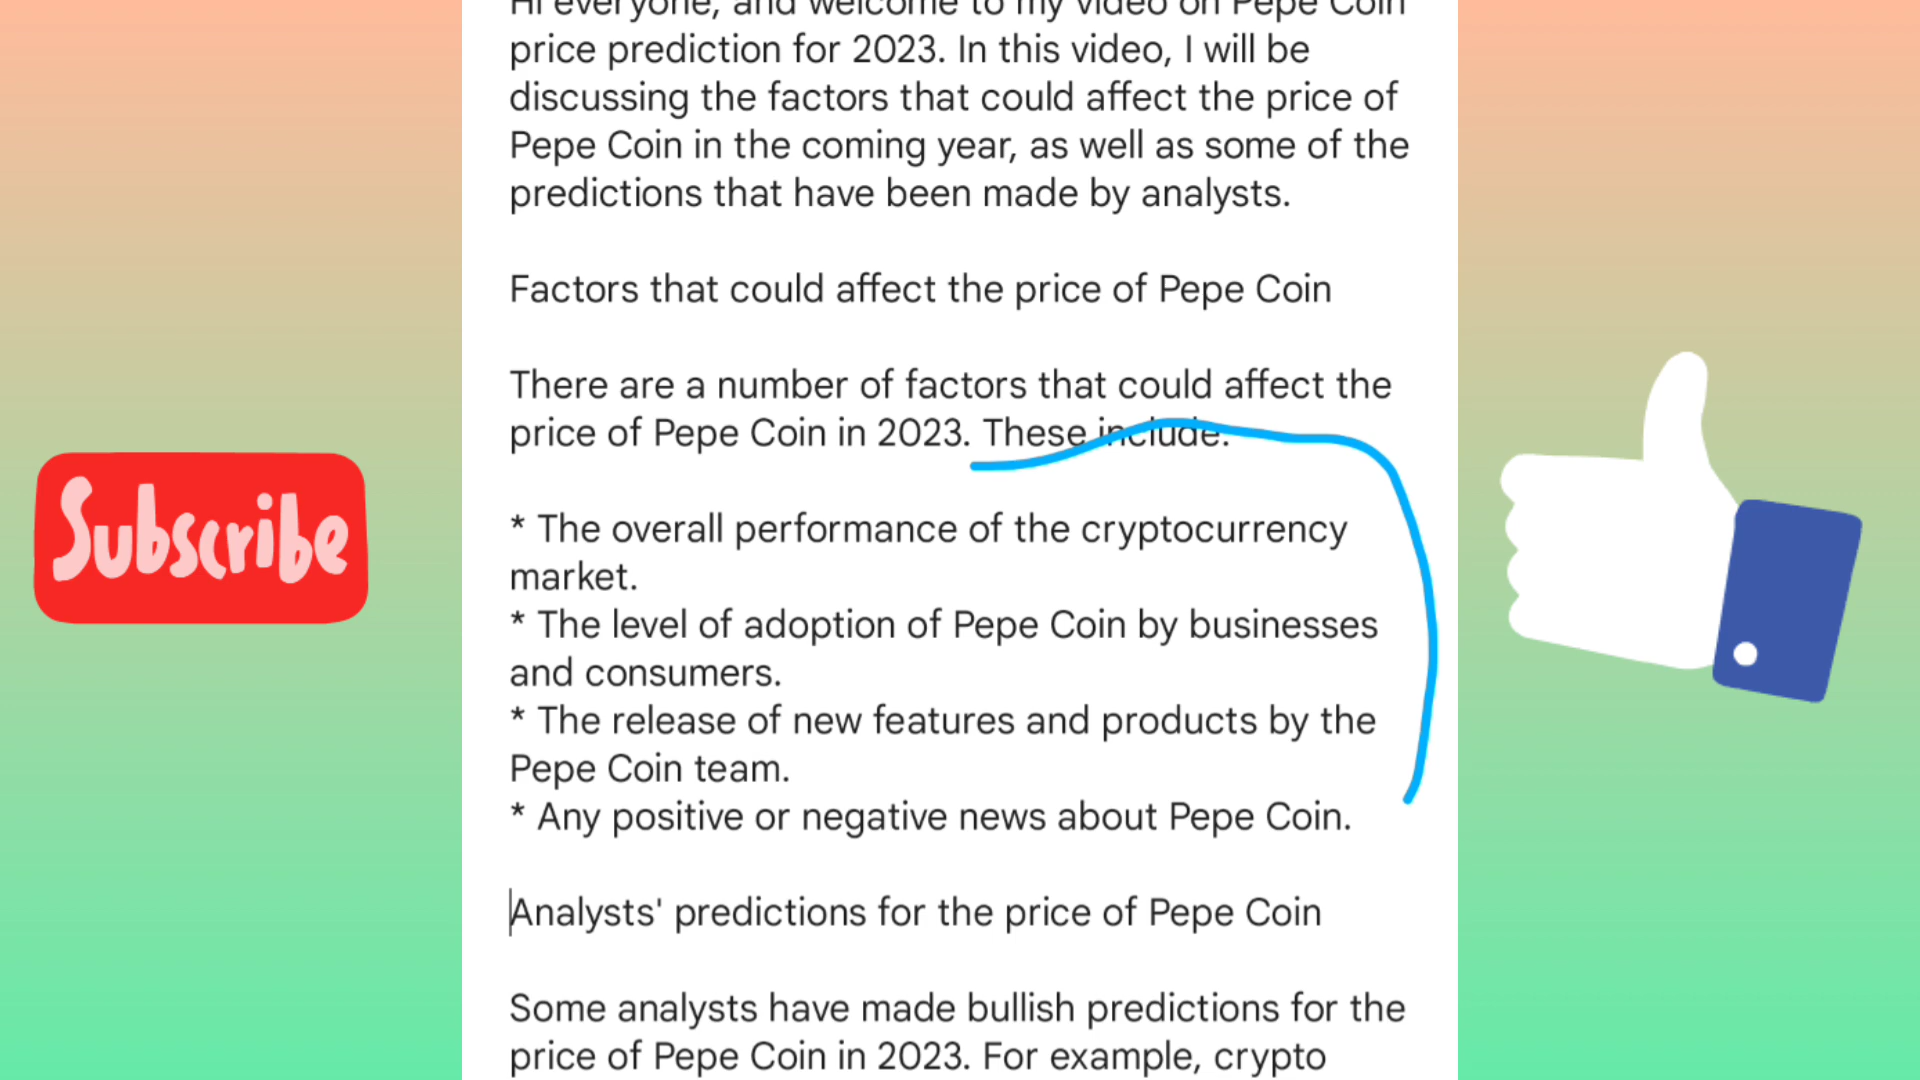 Hi everyone, and welcome to my video on Pepe Coin
price prediction for 2023. In this video, I will be
discussing the factors that could affect the price of
Pepe Coin in the coming year, as well as some of the
predictions that have been made by analysts.
Factors that could affect the price of Pepe Coin
There are a number of factors that could affect the
price of Pepe Coin in 2023. These include:
Subscribe
* The overall performance of the cryptocurrency
market.
* The level of adoption of Pepe Coin by businesses
and consumers.
* The release of new features and products by the
Pepe Coin team.
* Any positive or negative news about Pepe Coin.
Analysts' predictions for the price of Pepe Coin
Some analysts have made bullish predictions for the
price of Pepe Coin in 2023. For example, crypto